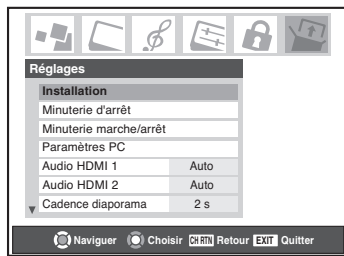 Réglages
Installation
Minuterie d'arrêt
Minuterie marche/arrêt
Paramètres PC
Audio HDMI 1 Auto
Audio HDMI 2 Auto
Cadence diaporama 2 s
Naviguer Choisir CH RTN Retour EXIT Quitter